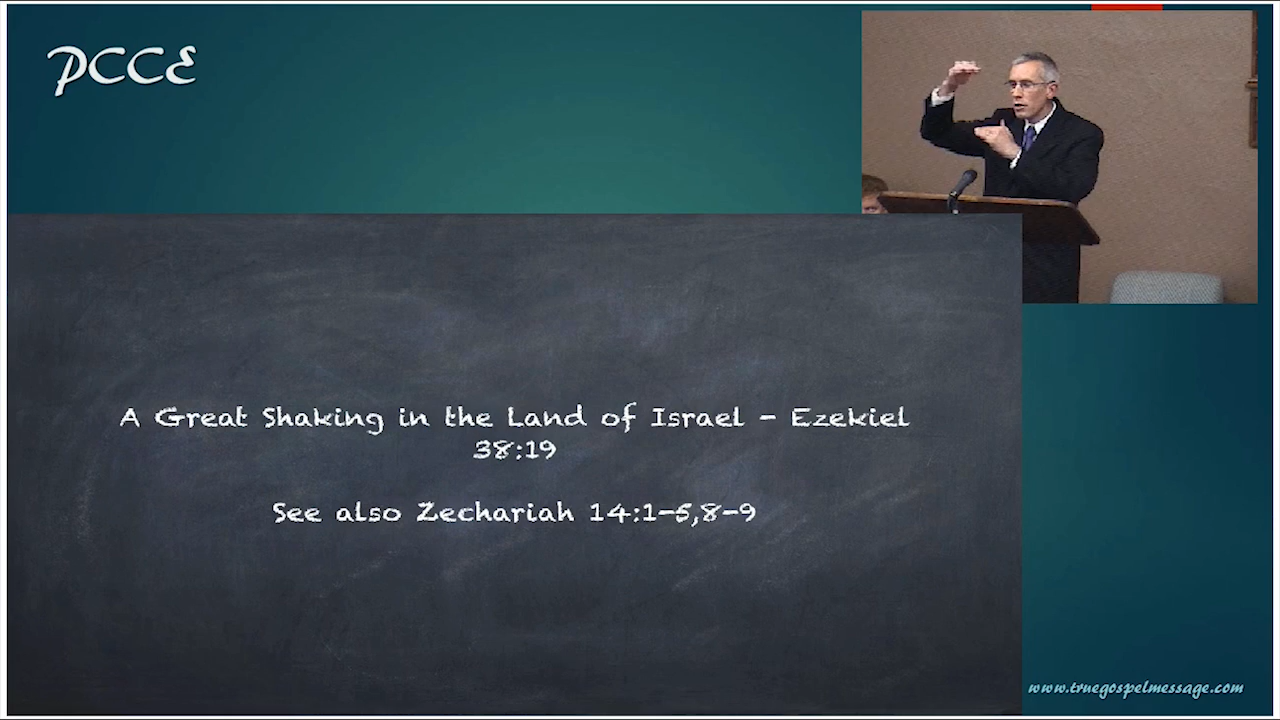 PCCE
A Great Shaking in the Land of Israel - Ezekiel
38:19
See also Zechariah 14:1-5,8-9
www.truegospelmessage.com